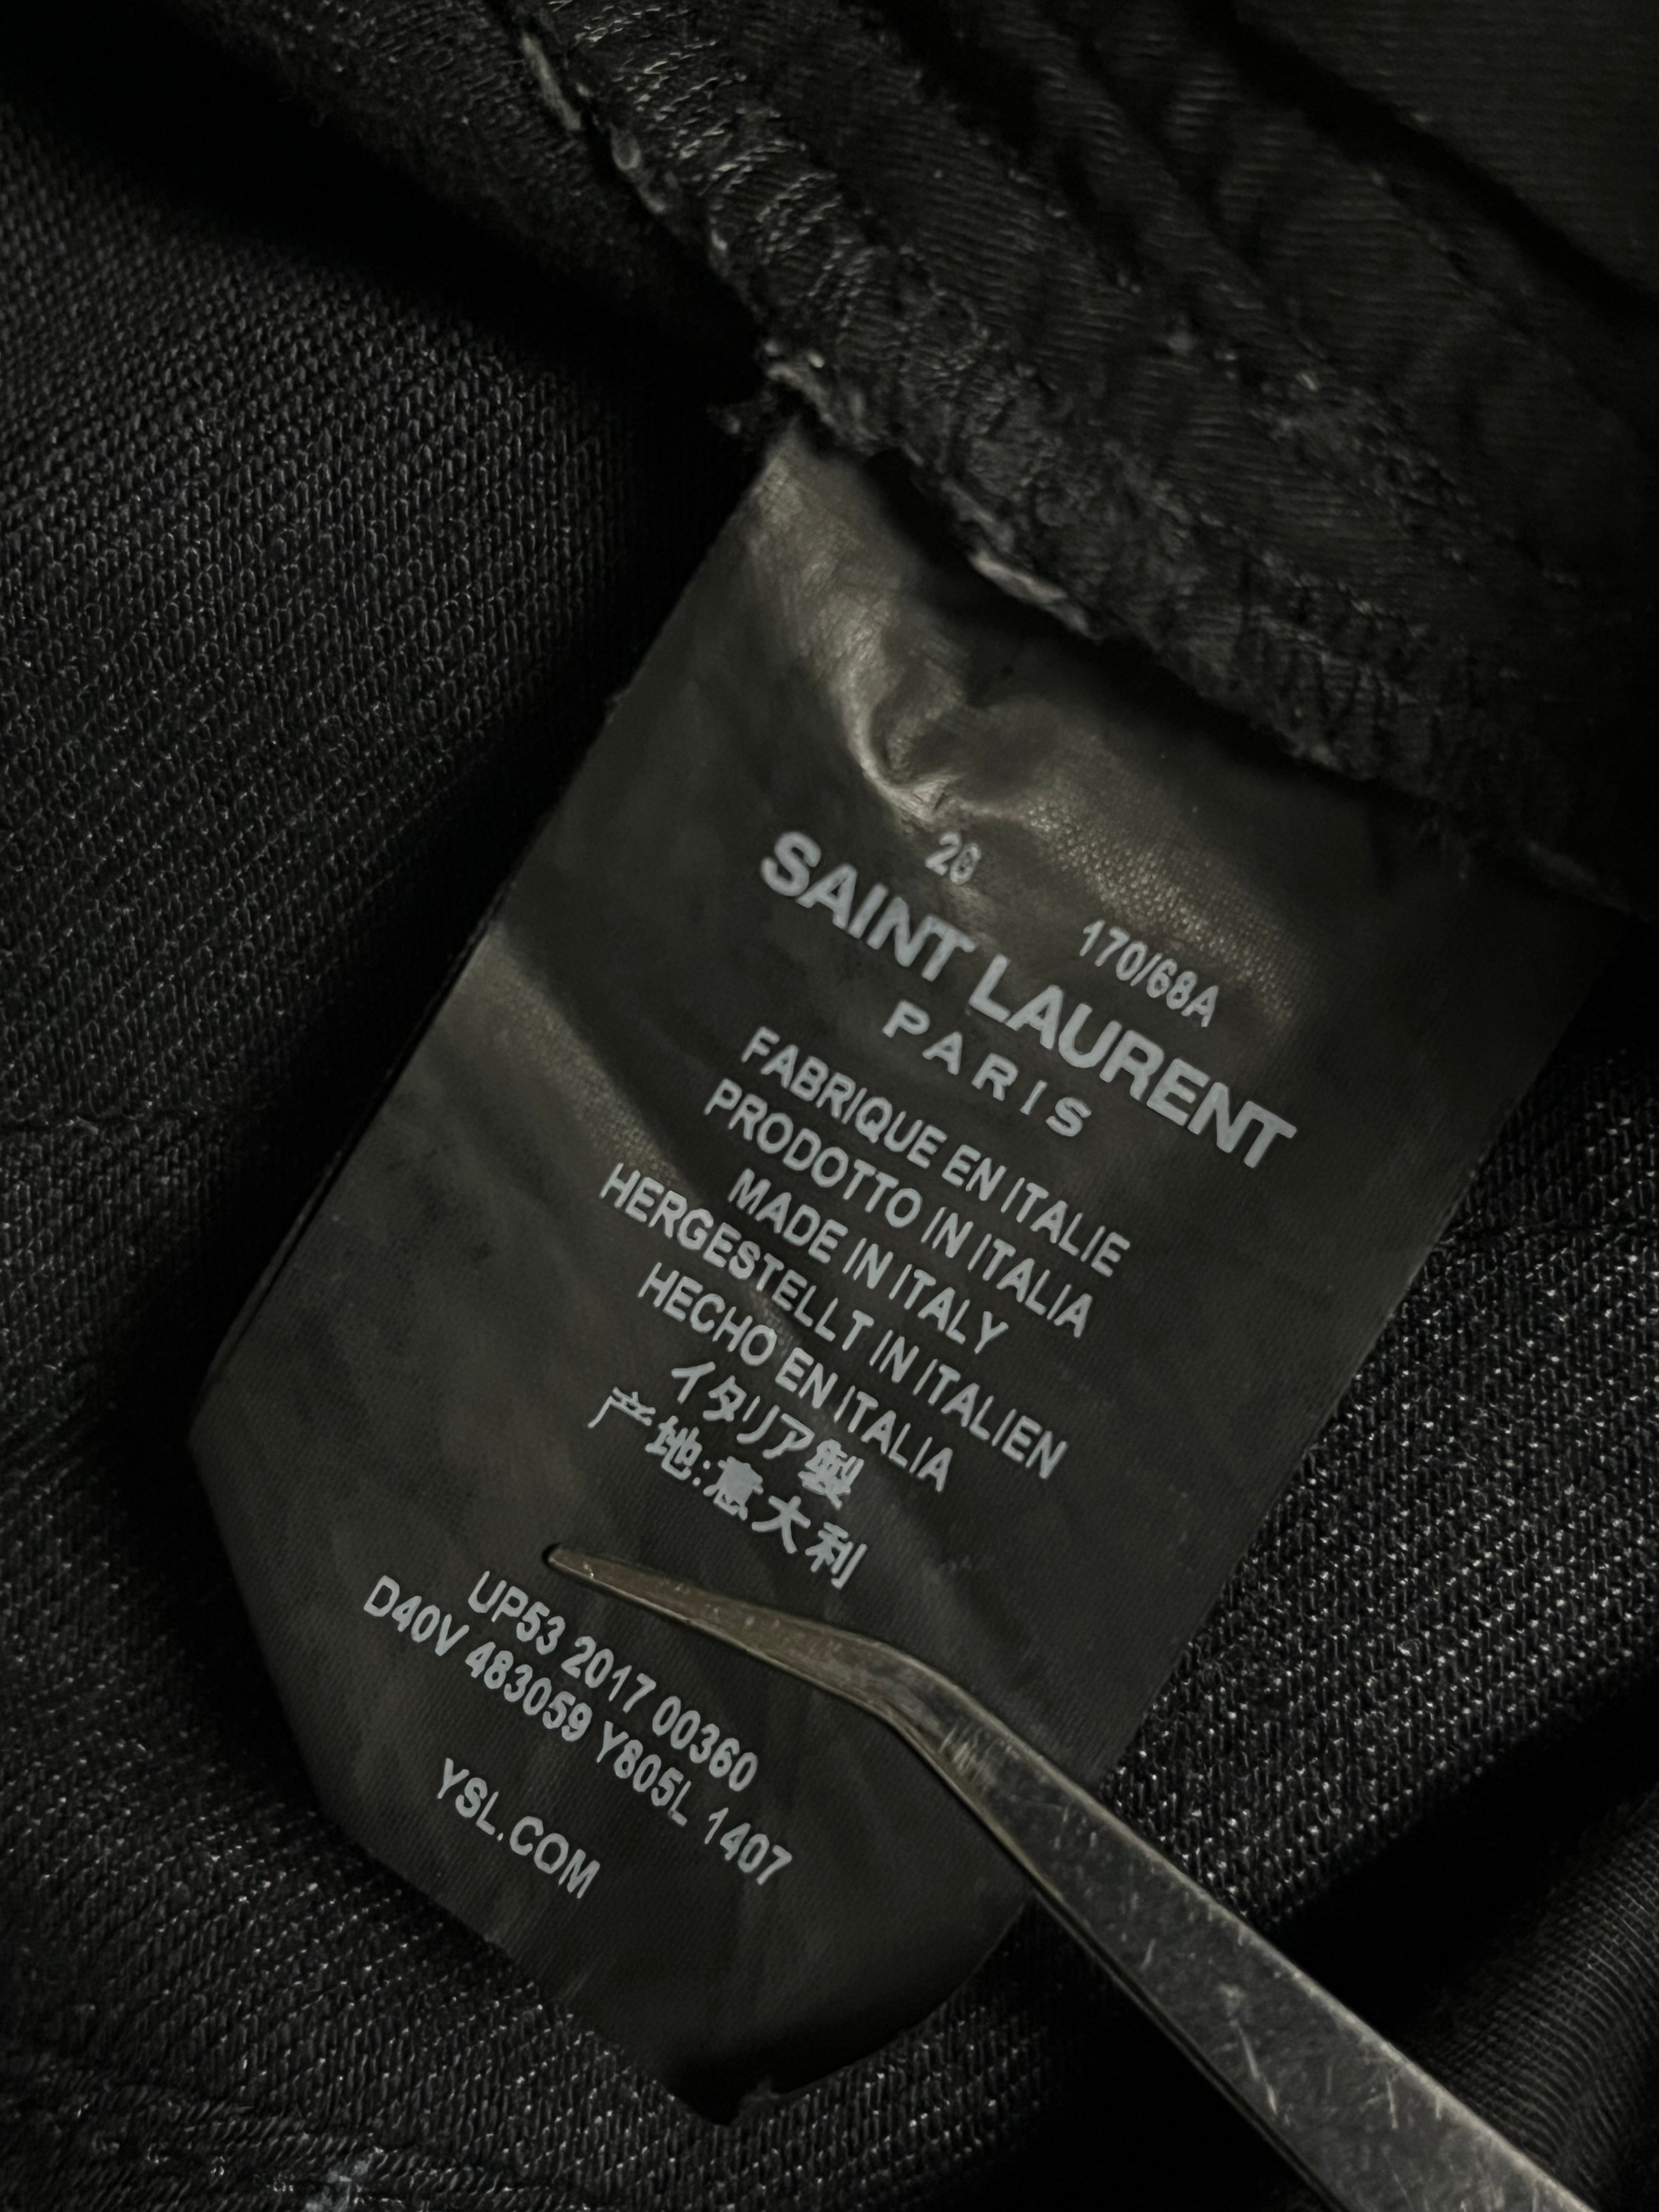 26
170/68A
SAINT LAURENT
PARIS
FABRIQUE EN ITALIE
PRODOTTO IN ITALIA
MADE IN ITALY
HERGESTELLT IN ITALIEN
HECHO EN ITALIA
イタリア製
产地:意大利
UP53 2017 00360
D40V 483059 Y805L 1407
YSL.COM